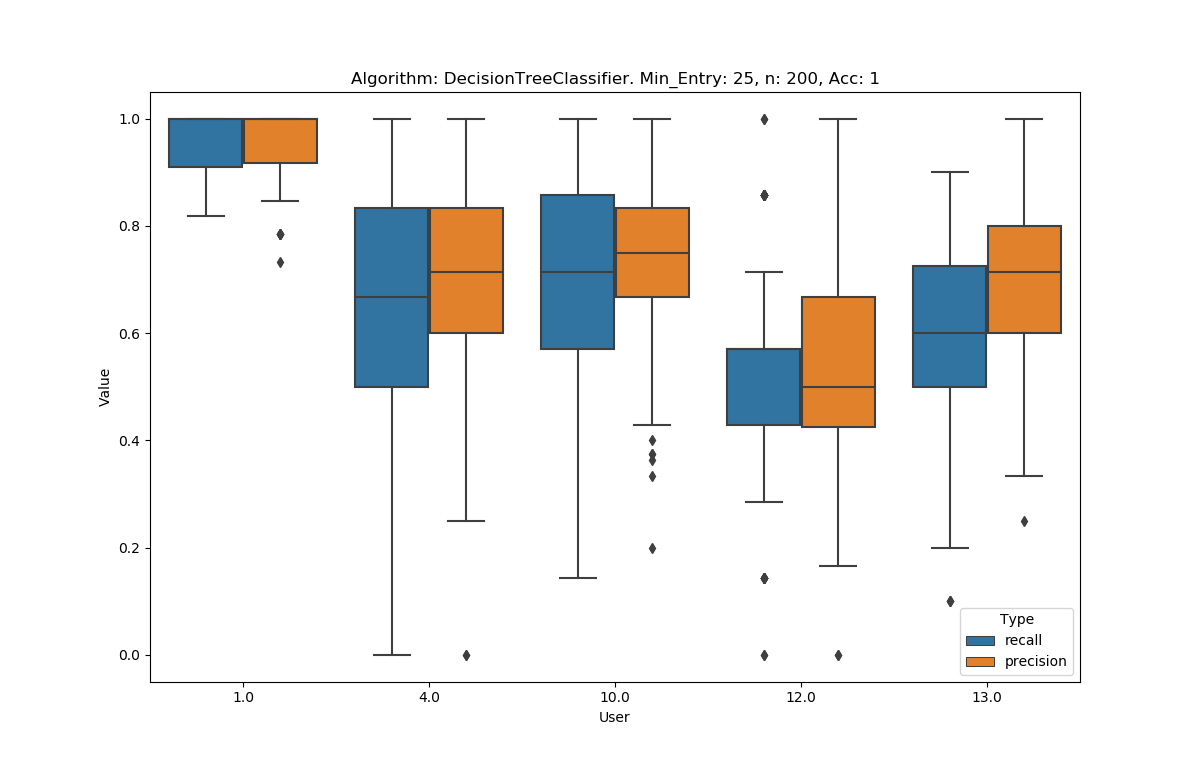 Algorithm: DecisionTreeClassifier. Min_Entry: 25, n: 200, Acc: 1
1.0
0.8
0.6
0.4
0.2
0.0
Value
Type
recall
precision
1.0 4.0 10.0 12.0 13.0
User